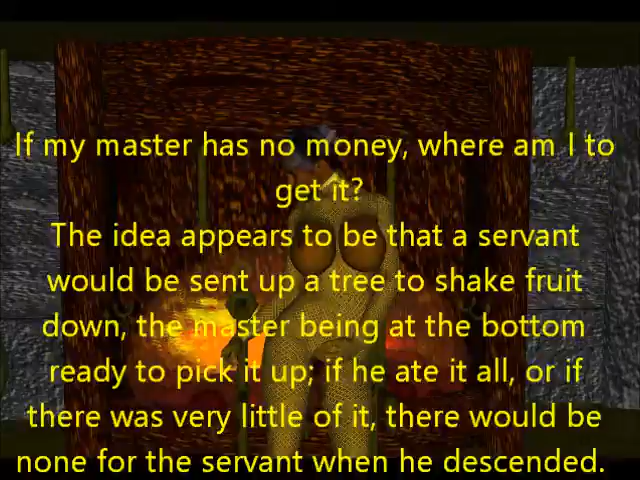 If my master has no money, where am I to
get it?
The idea appears to be that a servant
would be sent up a tree to shake fruit
down, the master being at the bottom
ready to pick it up; if he ate it all, or if
there was very little of it, there would be
none for the servant when he descended.